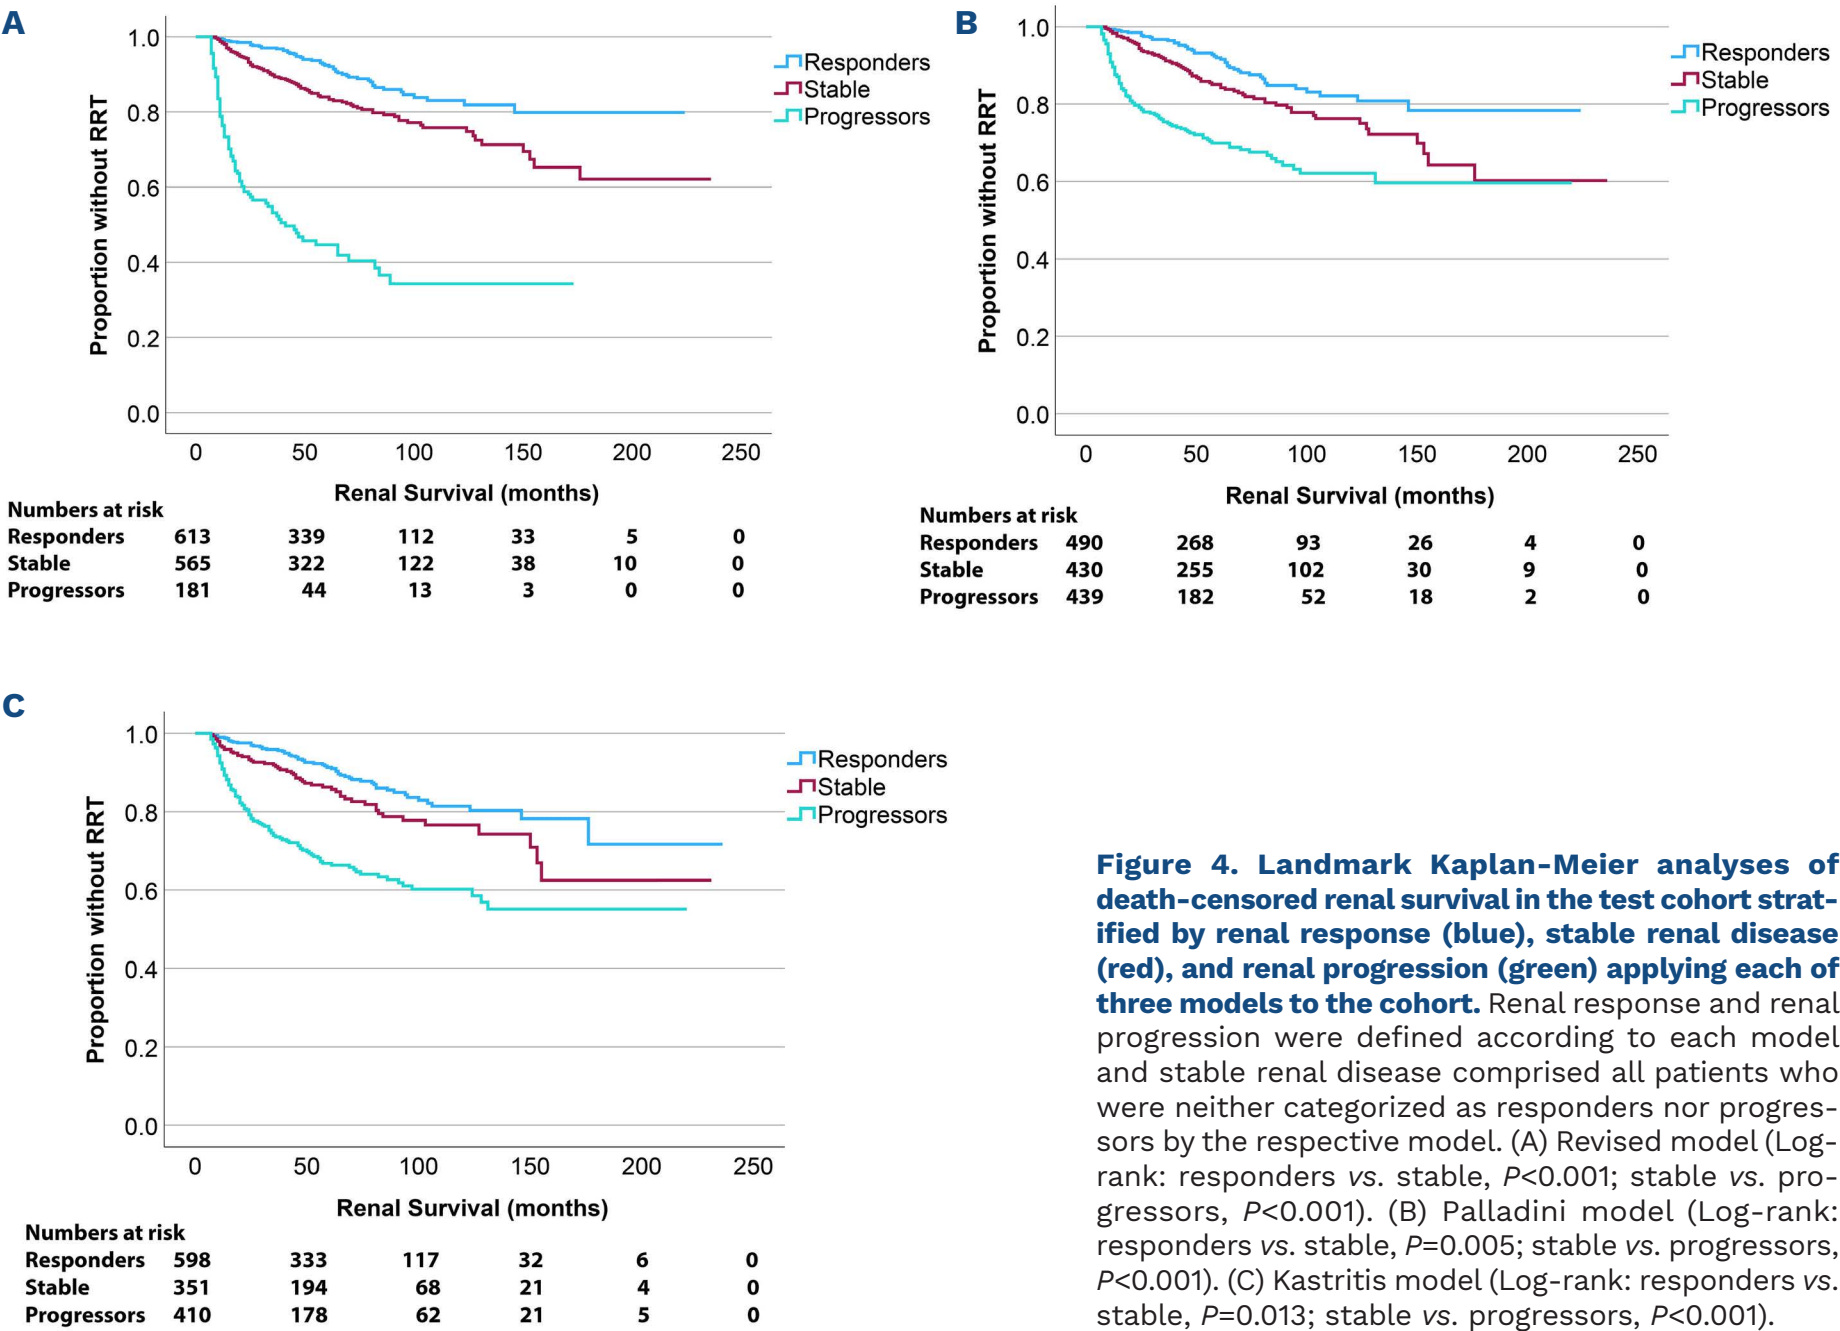 A
Proportion without RRT
1.0
0.8
0.6
0.4
0.2
0.0
Responders
Stable
Progressors
0 50 100 150 200 250
Renal Survival (months)
Numbers at risk
Responders 613 339 112 33 5 0
Stable 565 322 122 38 10 0
Progressors 181 44 13 3 0 0
B
Proportion without RRT
1.0
0.8
0.6
0.4
0.2
0.0
Responders
Stable
Progressors
0 50 100 150 200 250
Renal Survival (months)
Numbers at risk
Responders 490 268 93 26 4 0
Stable 430 255 102 30 9 0
Progressors 439 182 52 18 2 0
C
Proportion without RRT
1.0
0.8
0.6
0.4
0.2
0.0
Responders
Stable
Progressors
0 50 100 150 200 250
Renal Survival (months)
Numbers at risk
Responders 598 333 117 32 6 0
Stable 351 194 68 21 4 0
Progressors 410 178 62 21 5 0
Figure 4. Landmark Kaplan-Meier analyses of
death-censored renal survival in the test cohort strat-
ified by renal response (blue), stable renal disease
(red), and renal progression (green) applying each of
three models to the cohort. Renal response and renal
progression were defined according to each model
and stable renal disease comprised all patients who
were neither categorized as responders nor progres-
sors by the respective model. (A) Revised model (Log-
rank: responders vs. stable, P<0.001; stable vs. pro-
gressors, P<0.001). (B) Palladini model (Log-rank:
responders vs. stable, P=0.005; stable vs. progressors,
P<0.001). (C) Kastritis model (Log-rank: responders vs.
stable, P=0.013; stable vs. progressors, P<0.001).